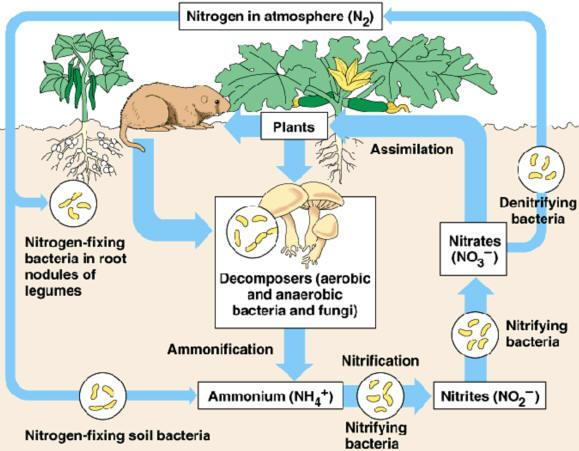 Nitrogen in atmosphere (N₂)
Plants
Assimilation
Denitrifying
bacteria
Nitrogen-fixing
bacteria in root
nodules of
legumes
Decomposers (aerobic
and anaerobic
bacteria and fungi)
Nitrates
(NO₃⁻)
Nitrifying
bacteria
Ammonification
Nitrification
Ammonium (NH₄⁺)
Nitrites (NO₂⁻)
Nitrogen-fixing soil bacteria
Nitrifying
bacteria